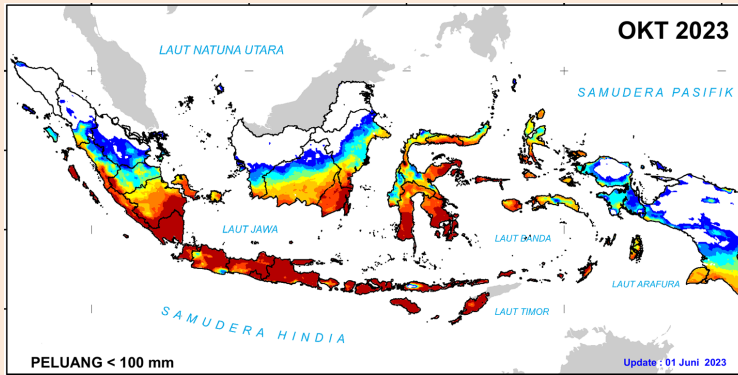 OKT 2023
LAUT NATUNA UTARA
SAMUDERA PASIFIK
LAUT JAWA
LAUT BANDA
LAUT ARAFURA
LAUT TIMOR
SAMUDERA HINDIA
PELUANG < 100 mm
Update : 01 Juni 2023